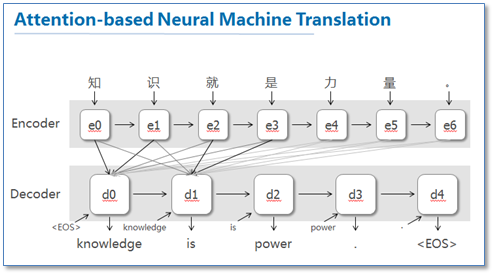 Attention-based Neural Machine Translation
知 识 就 是 力 量 。
Encoder e0 e1 e2 e3 e4 e5 e6
Decoder d0 d1 d2 d3 d4
<EOS> knowledge is power .
knowledge is power . <EOS>